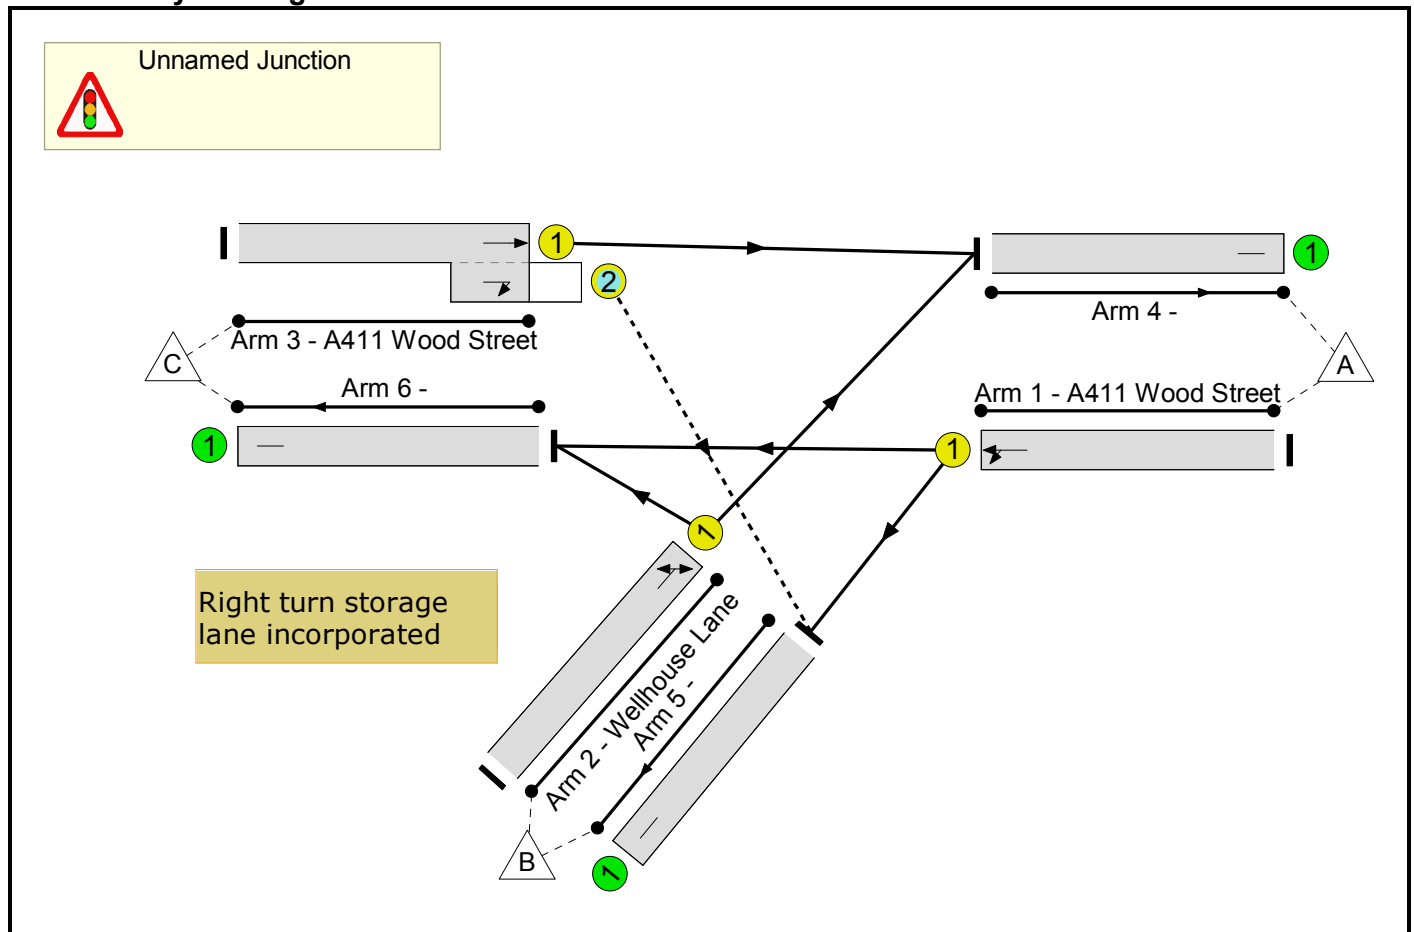 Unnamed Junction
1
1
2
Arm 4 -
Arm 3 - A411 Wood Street
C
A
Arm 6 -
Arm 1 - A411 Wood Street
1
1
1
Right turn storage
lane incorporated
Arm 2 - Wellhouse Lane
Arm 5 -
B
1